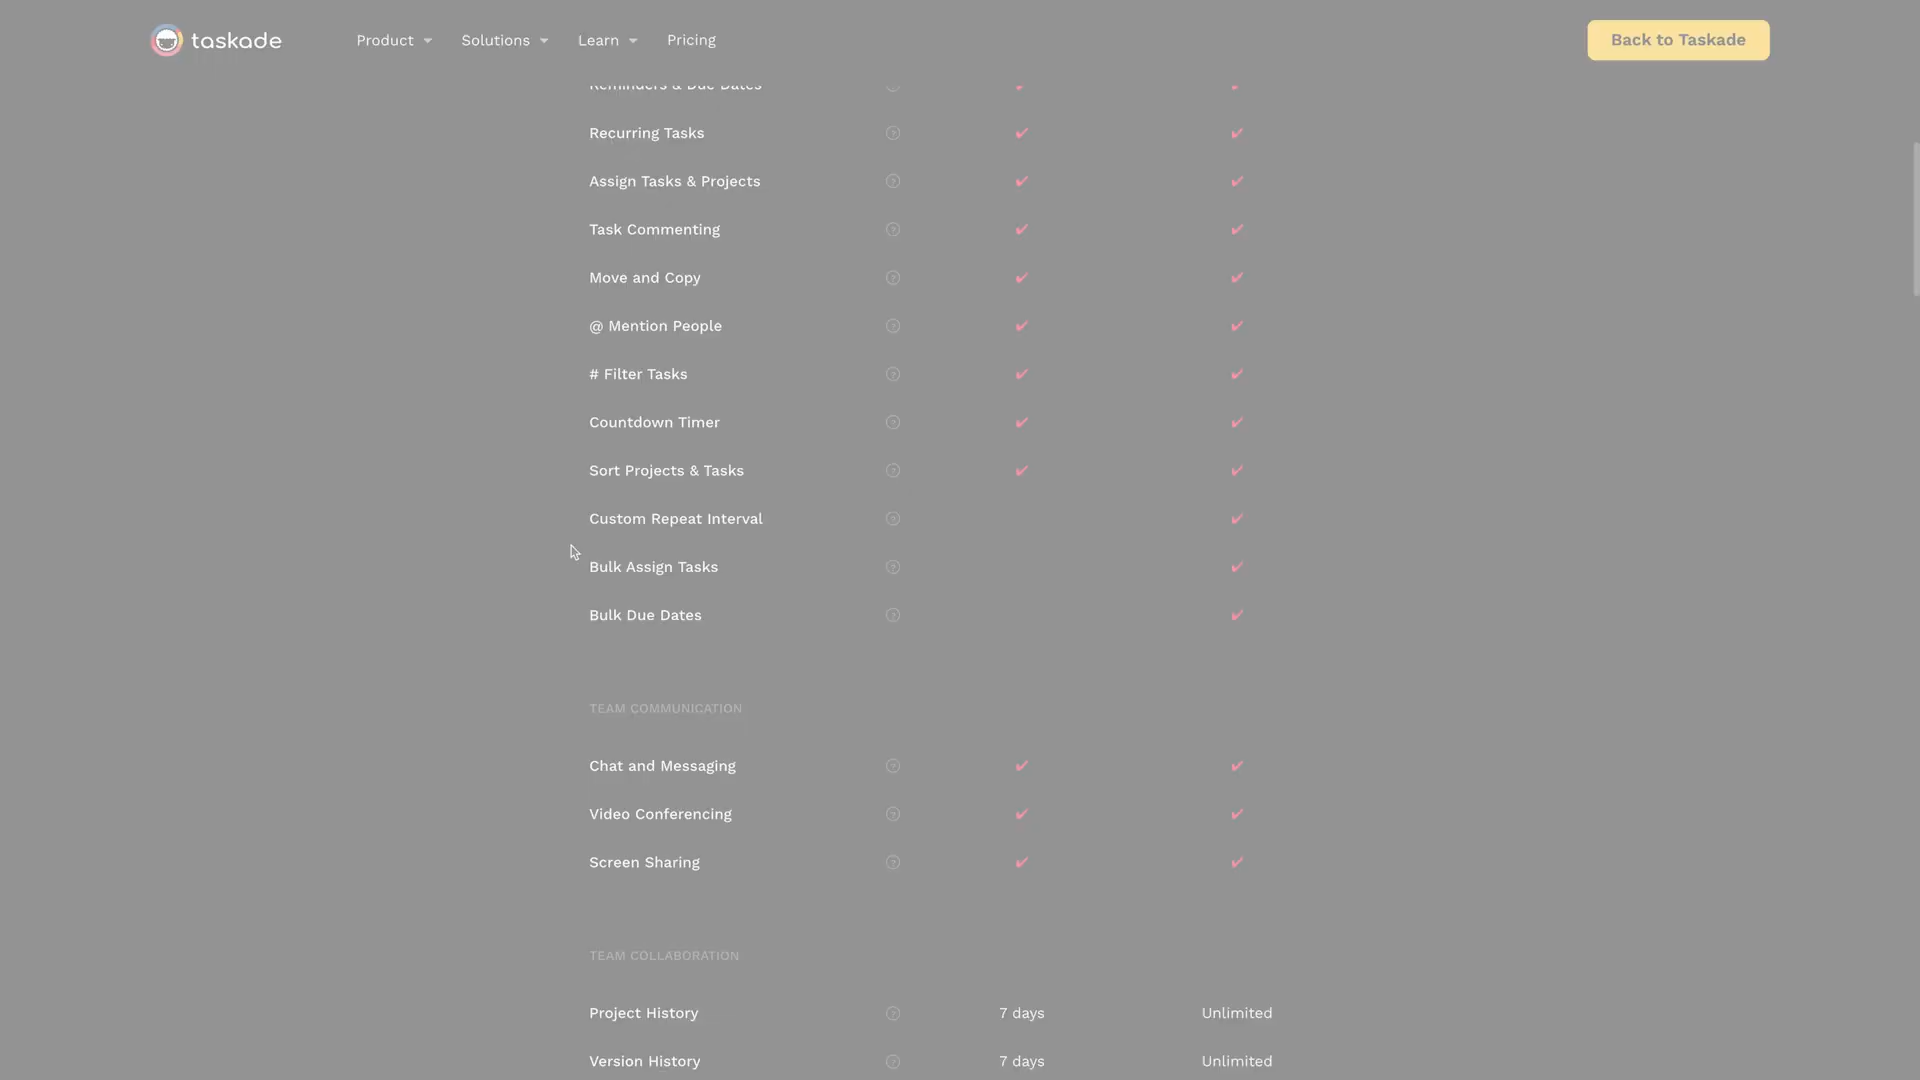 taskade Product Solutions Learn Pricing Back to Taskade
Reminders & Due Dates
Recurring Tasks
Assign Tasks & Projects
Task Commenting
Move and Copy
@ Mention People
# Filter Tasks
Countdown Timer
Sort Projects & Tasks
Custom Repeat Interval
Bulk Assign Tasks
Bulk Due Dates
TEAM COMMUNICATION
Chat and Messaging
Video Conferencing
Screen Sharing
TEAM COLLABORATION
Project History 7 days Unlimited
Version History 7 days Unlimited